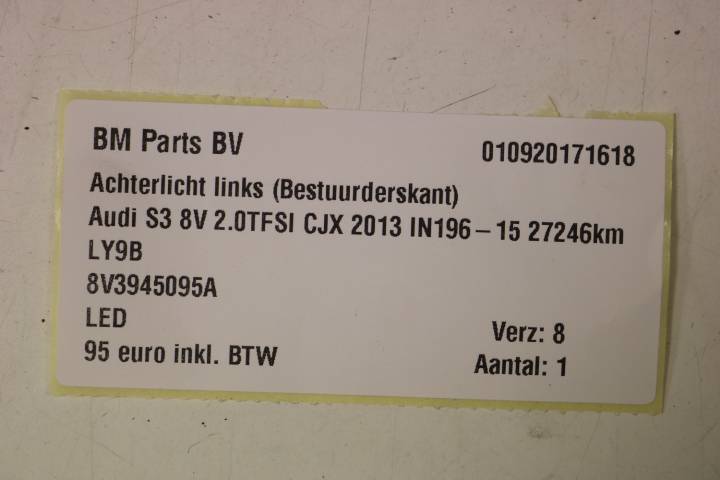 BM Parts BV 010920171618
Achterlicht links (Bestuurderskant)
Audi S3 8V 2.0TFSI CJX 2013 IN196-15 27246km
LY9B
8V3945095A
LED
Verz: 8
95 euro inkl. BTW
Aantal: 1